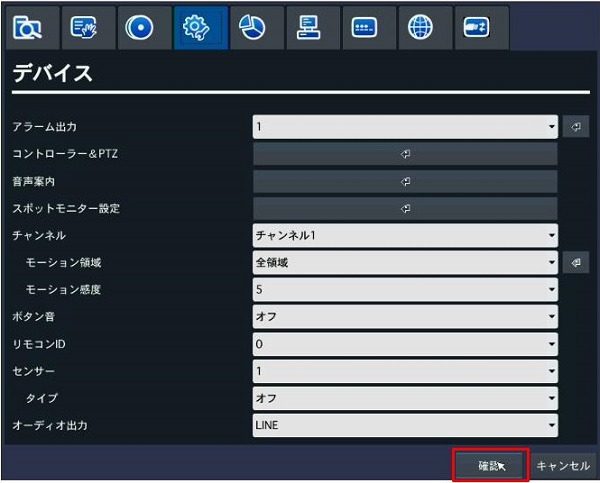 デバイス
アラーム出力 1
コントローラー&PTZ
音声案内
スポットモニター設定
チャンネル チャンネル1
モーション領域 全領域
モーション感度 5
ボタン音 オフ
リモコンID 0
センサー 1
タイプ オフ
オーディオ出力 LINE
確認 キャンセル